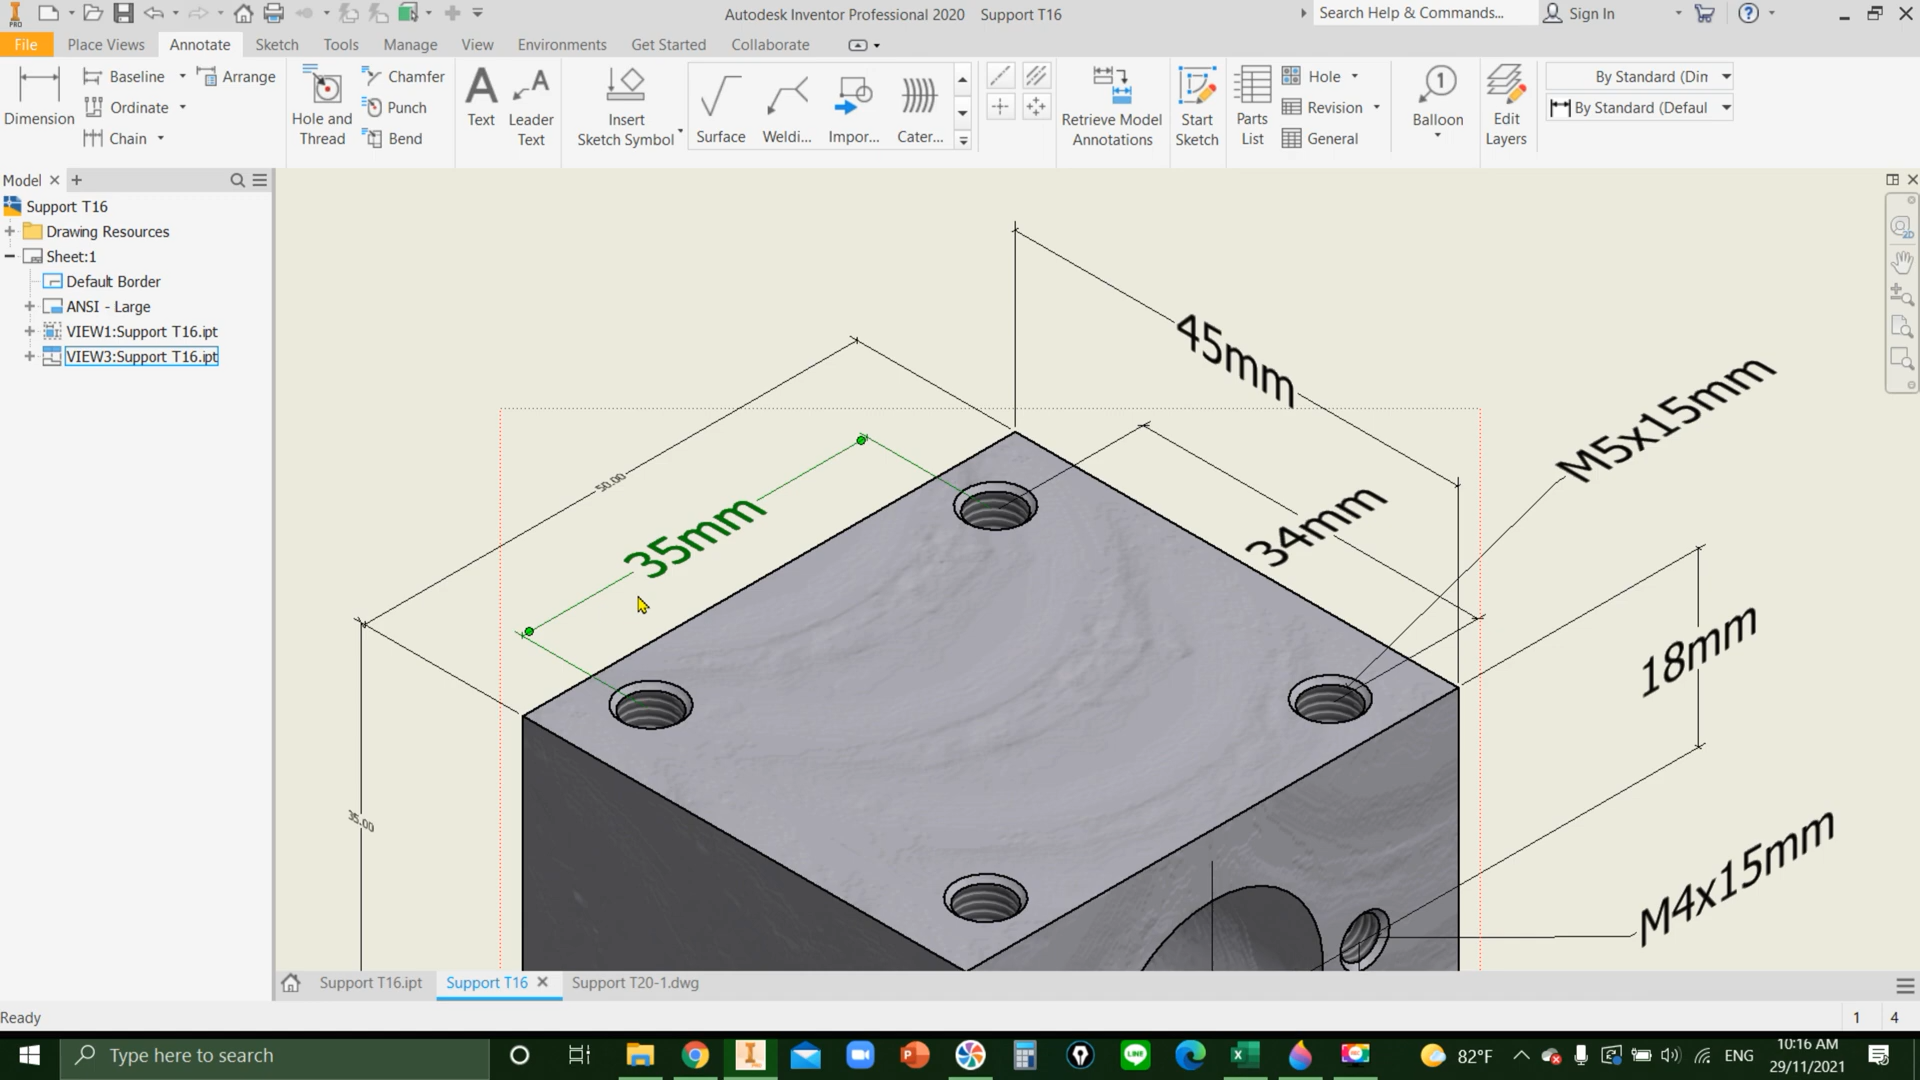 PRO
Autodesk Inventor Professional 2020 Support T16
Search Help & Commands...
Sign In
File
Place Views
Annotate
Sketch
Tools
Manage
View
Environments
Get Started
Collaborate
Dimension
Baseline
Ordinate
Chain
Arrange
Hole and
Thread
Chamfer
Punch
Bend
Text
Leader
Text
Insert
Sketch Symbol
Surface
Weldi...
Impor...
Cater...
Retrieve Model
Annotations
Start
Sketch
Parts
List
Hole
Revision
General
Balloon
Edit
Layers
By Standard (Din
By Standard (Defaul
Model
Support T16
Drawing Resources
Sheet:1
Default Border
ANSI - Large
VIEW1:Support T16.ipt
VIEW3:Support T16.ipt
45mm
M5x15mm
50.00
35mm
34mm
18mm
35.00
M4x15mm
Support T16.ipt
Support T16
Support T20-1.dwg
Ready
1 4
Type here to search
82°F
ENG
10:16 AM
29/11/2021